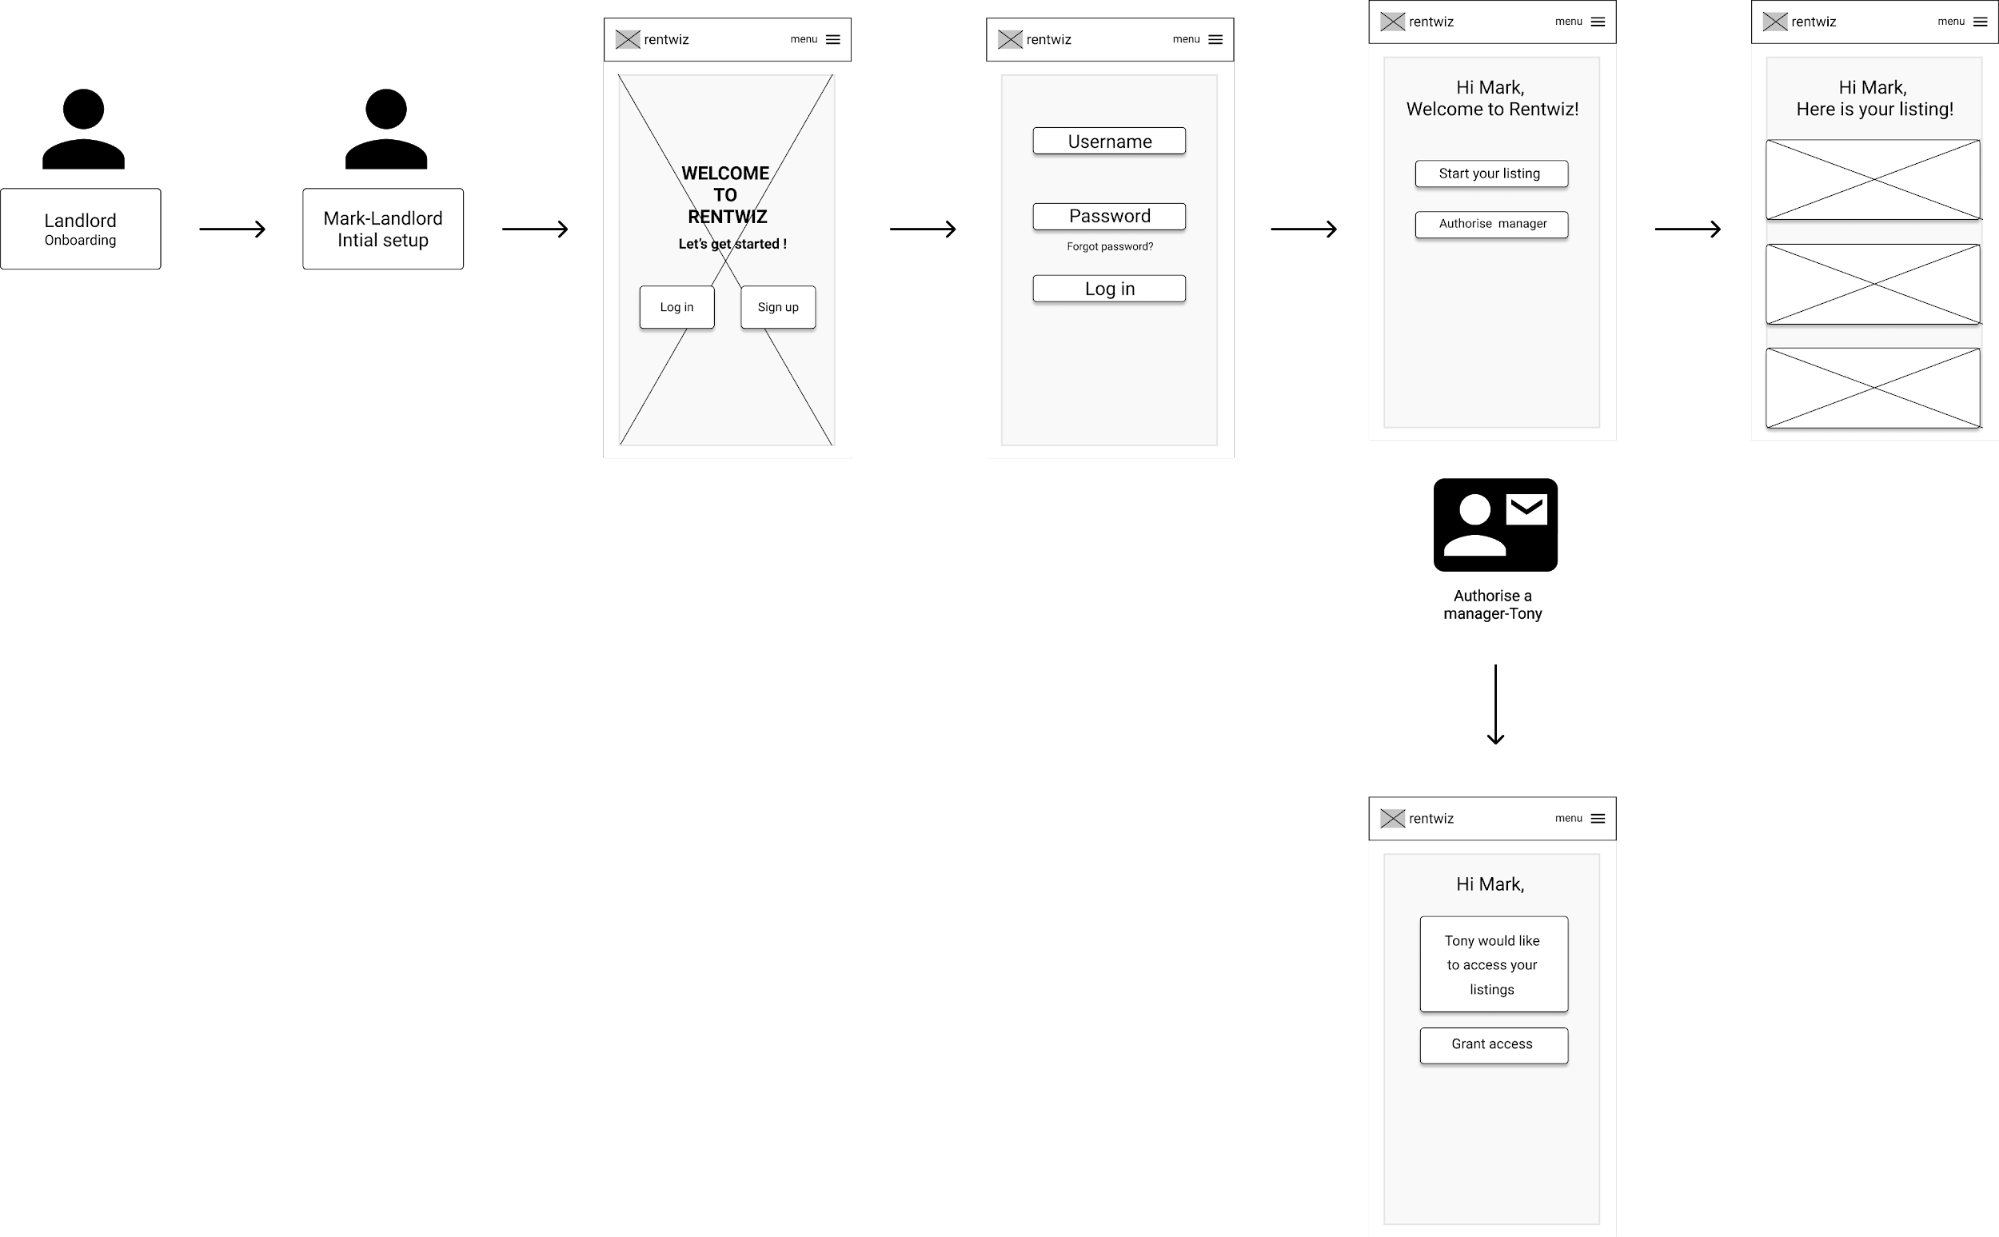 Landlord
Onboarding
Mark-Landlord
Intial setup
rentwiz
menu
WELCOME
TO
RENTWIZ
Let's get started !
Log in
Sign up
rentwiz
menu
Username
Password
Forgot password?
Log in
rentwiz
menu
Hi Mark,
Welcome to Rentwiz!
Start your listing
Authorise manager
rentwiz
menu
Hi Mark,
Here is your listing!
Authorise a
manager-Tony
rentwiz
menu
Hi Mark,
Tony would like
to access your
listings
Grant access